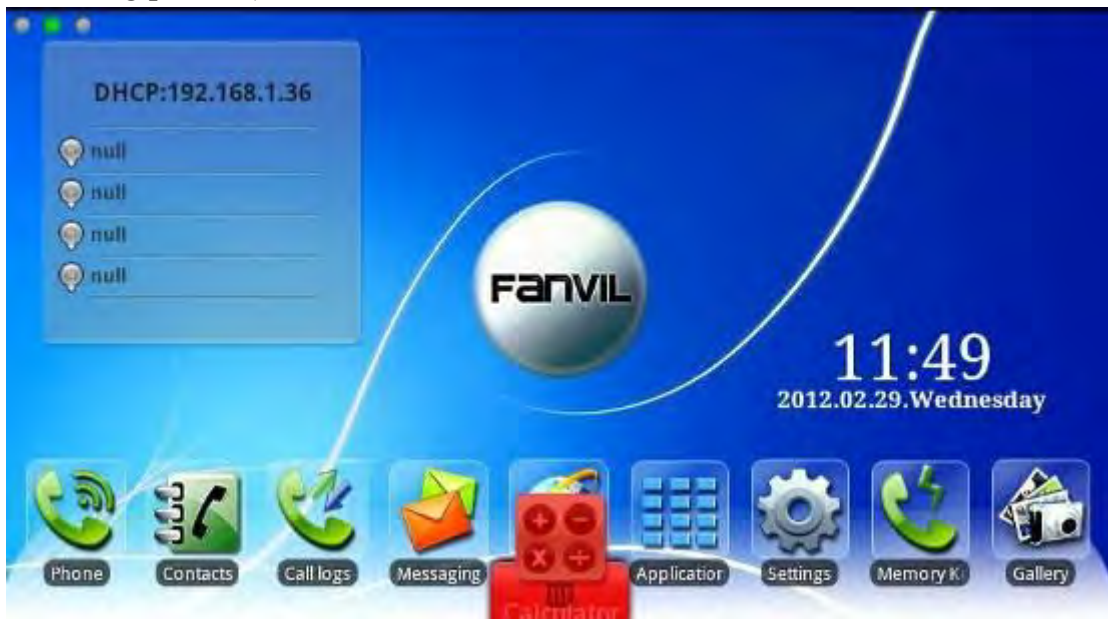 DHCP:192.168.1.36
null
null
null
null
FANVIL
11:49
2012.02.29.Wednesday
Phone
Contacts
Call logs
Messaging
Application
Settings
Memory K
Gallery
Calculator